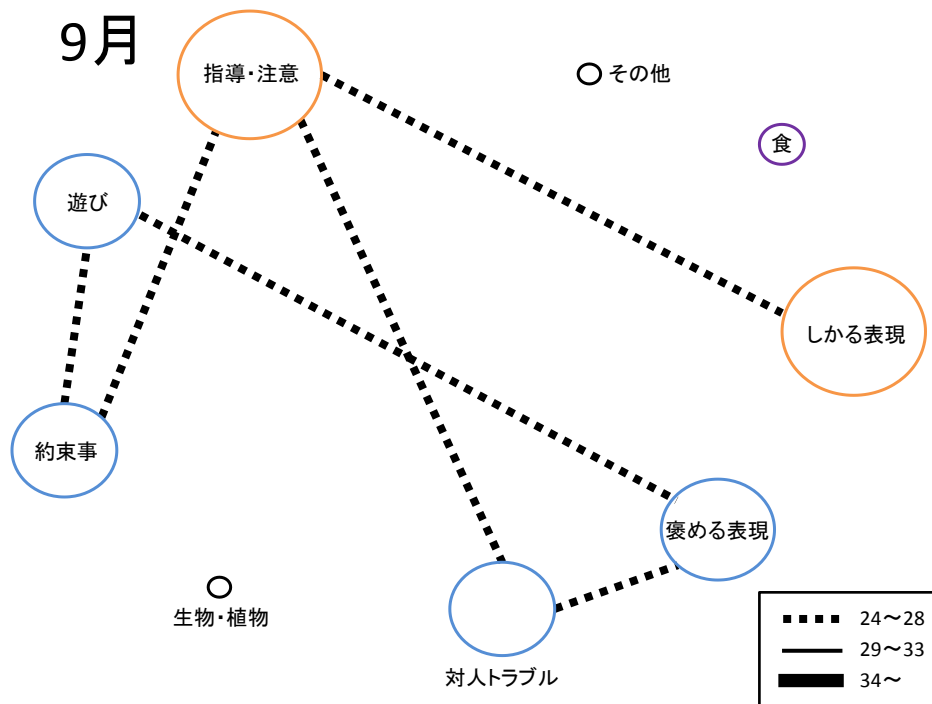 9月
指導・注意
その他
食
遊び
しかる表現
約束事
褒める表現
生物・植物
対人トラブル
24～28
29～33
34～